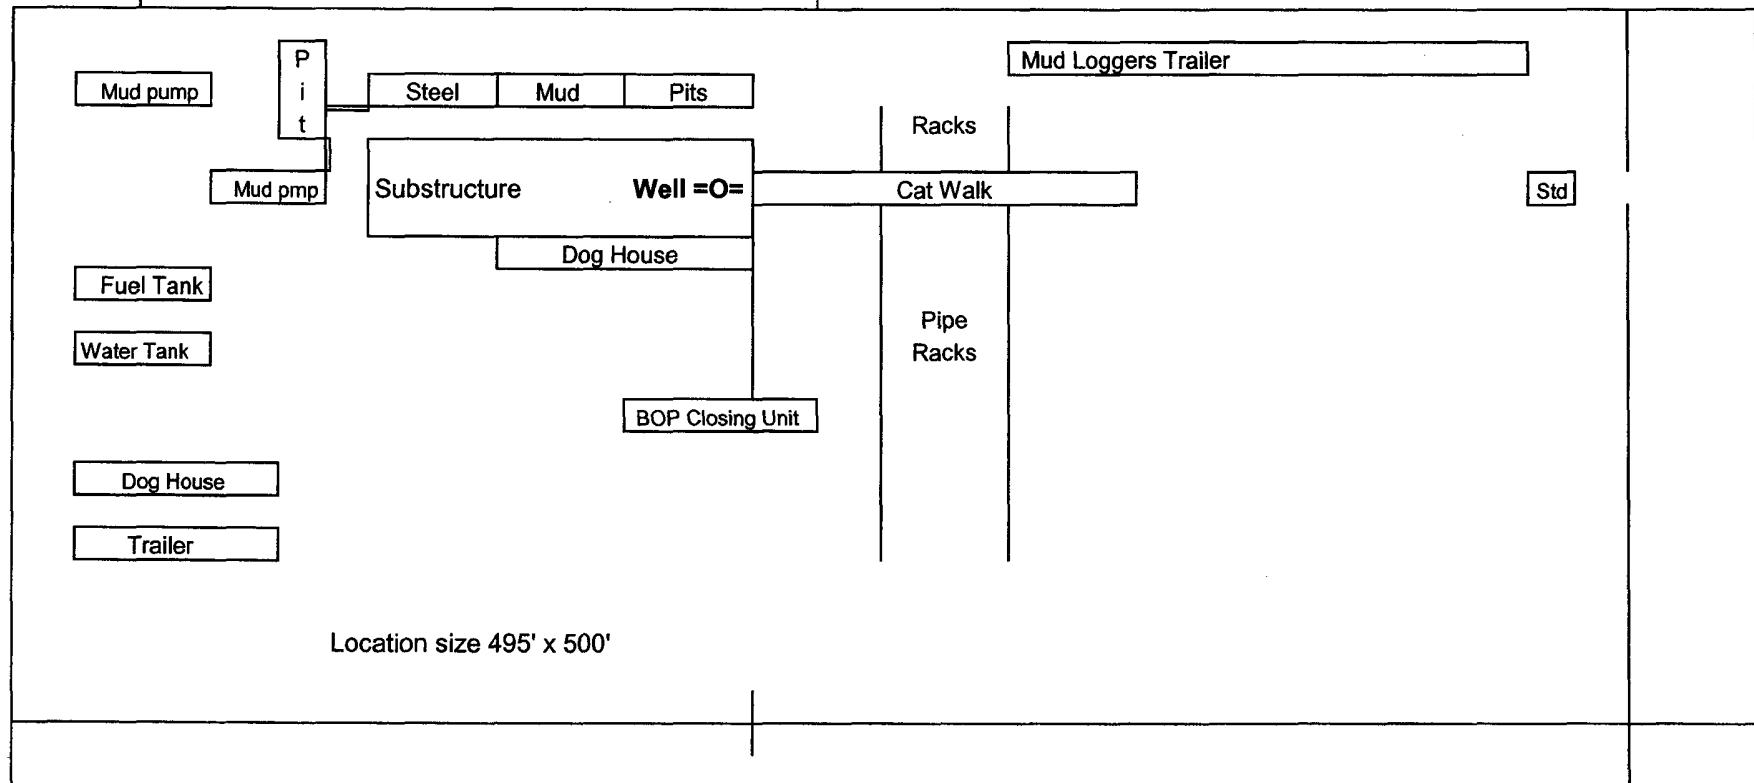 Mud Loggers Trailer
Pit
Mud pump
Steel Mud Pits
Racks
Mud pmp
Substructure
Well =O=
Cat Walk
Std
Dog House
Fuel Tank
Pipe
Racks
Water Tank
BOP Closing Unit
Dog House
Trailer
Location size 495' x 500'